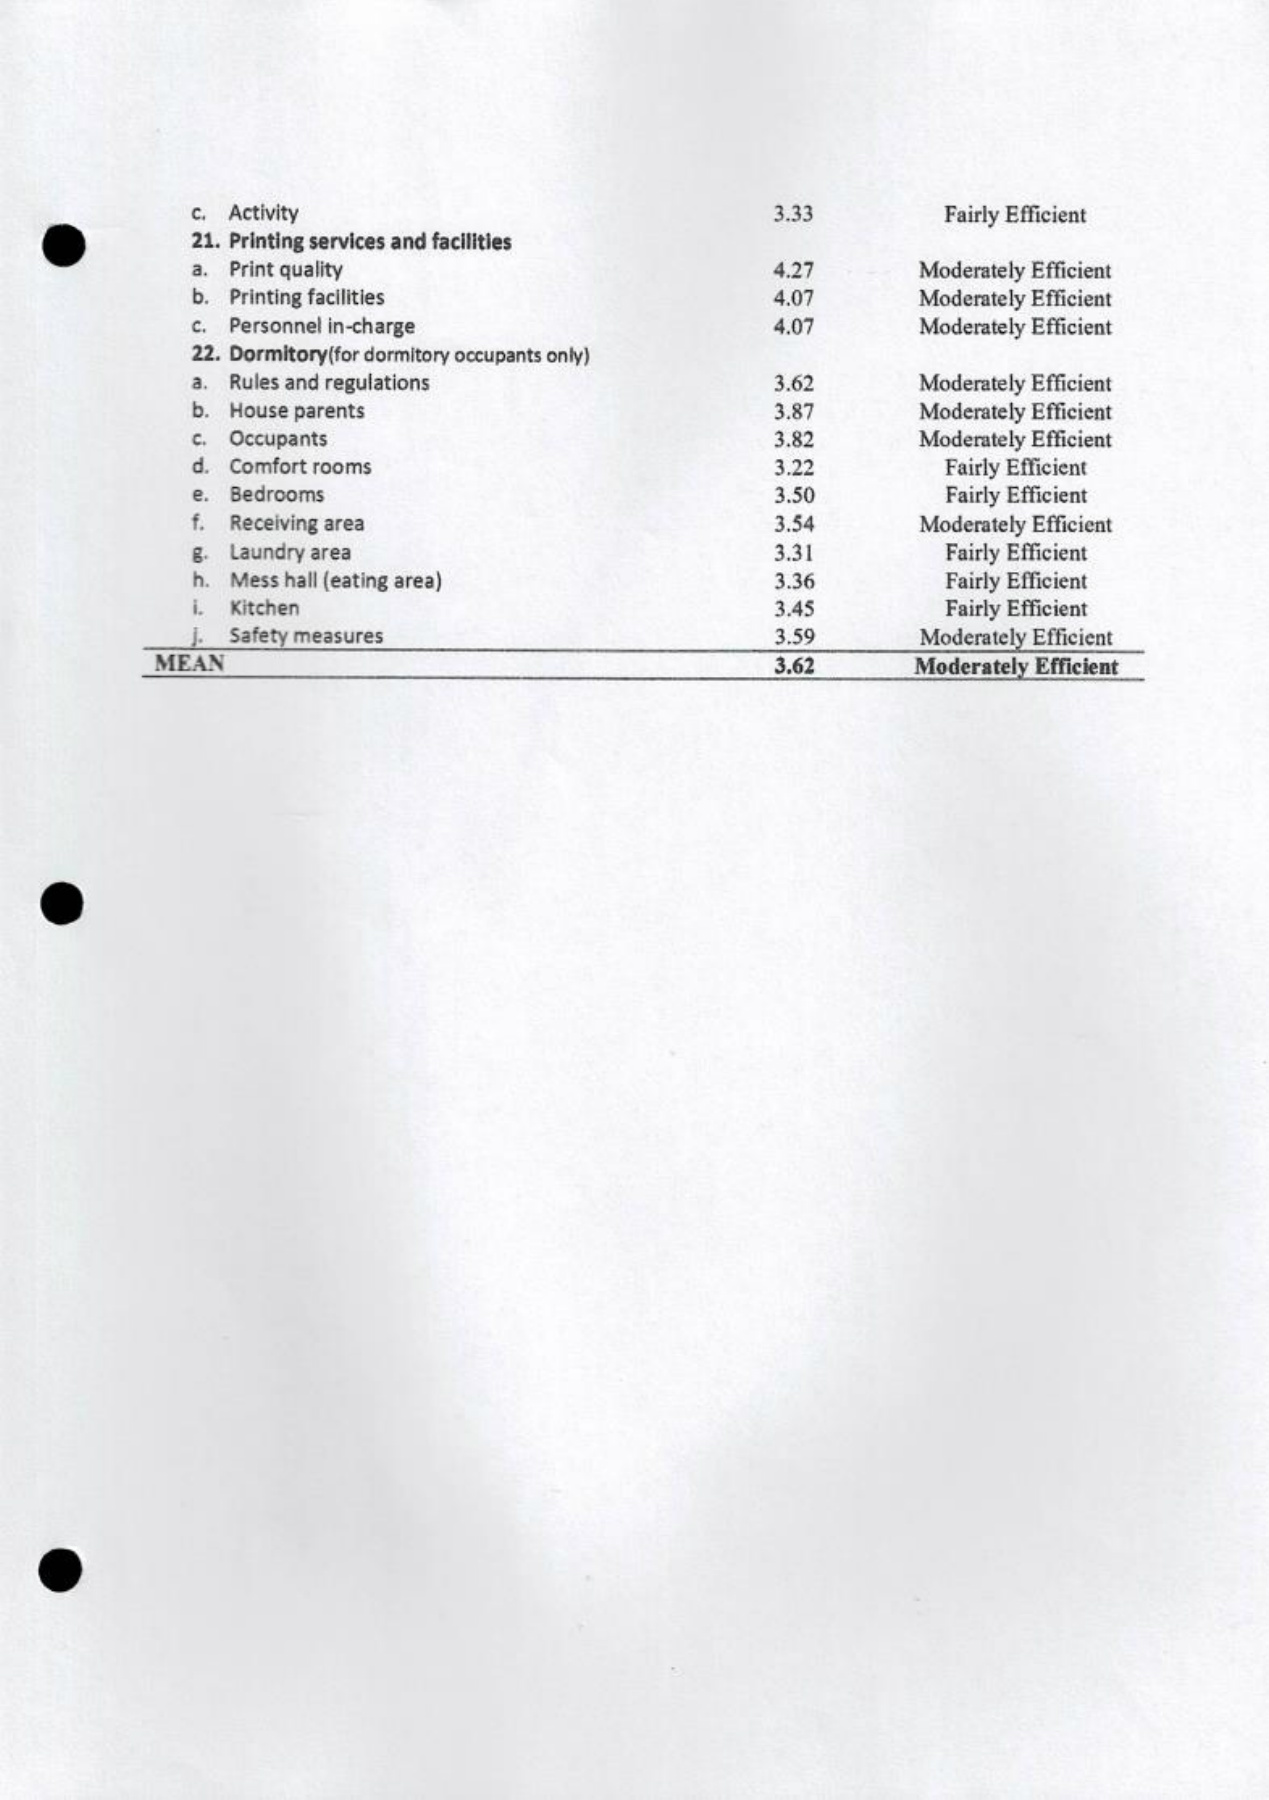 c. Activity 3.33 Fairly Efficient
21. Printing services and facilities
a. Print quality 4.27 Moderately Efficient
b. Printing facilities 4.07 Moderately Efficient
c. Personnel in-charge 4.07 Moderately Efficient
22. Dormitory(for dormitory occupants only)
a. Rules and regulations 3.62 Moderately Efficient
b. House parents 3.87 Moderately Efficient
c. Occupants 3.82 Moderately Efficient
d. Comfort rooms 3.22 Fairly Efficient
e. Bedrooms 3.50 Fairly Efficient
f. Receiving area 3.54 Moderately Efficient
g. Laundry area 3.31 Fairly Efficient
h. Mess hall (eating area) 3.36 Fairly Efficient
i. Kitchen 3.45 Fairly Efficient
j. Safety measures 3.59 Moderately Efficient
MEAN 3.62 Moderately Efficient